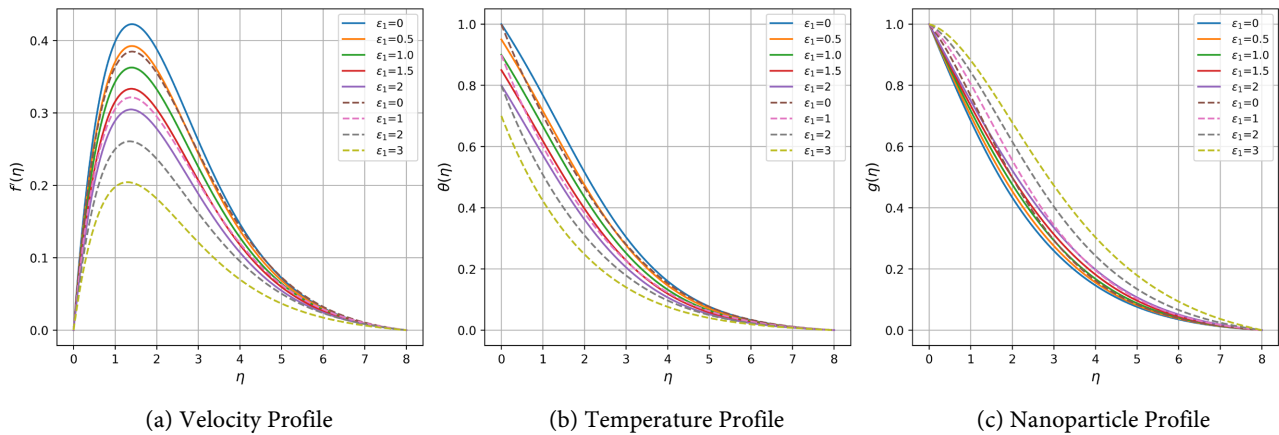 f'(η)
0.4
0.3
0.2
0.1
0.0
0 1 2 3 4 5 6 7 8
η
ε₁=0
ε₁=0.5
ε₁=1.0
ε₁=1.5
ε₁=2
ε₁=0
ε₁=1
ε₁=2
ε₁=3
(a) Velocity Profile
θ(η)
1.0
0.8
0.6
0.4
0.2
0.0
0 1 2 3 4 5 6 7 8
η
ε₁=0
ε₁=0.5
ε₁=1.0
ε₁=1.5
ε₁=0
ε₁=2
ε₁=1
ε₁=2
ε₁=3
(b) Temperature Profile
g(η)
1.0
0.8
0.6
0.4
0.2
0.0
0 1 2 3 4 5 6 7 8
η
ε₁=0
ε₁=0.5
ε₁=1.0
ε₁=1.5
ε₁=2
ε₁=0
ε₁=1
ε₁=2
ε₁=3
(c) Nanoparticle Profile